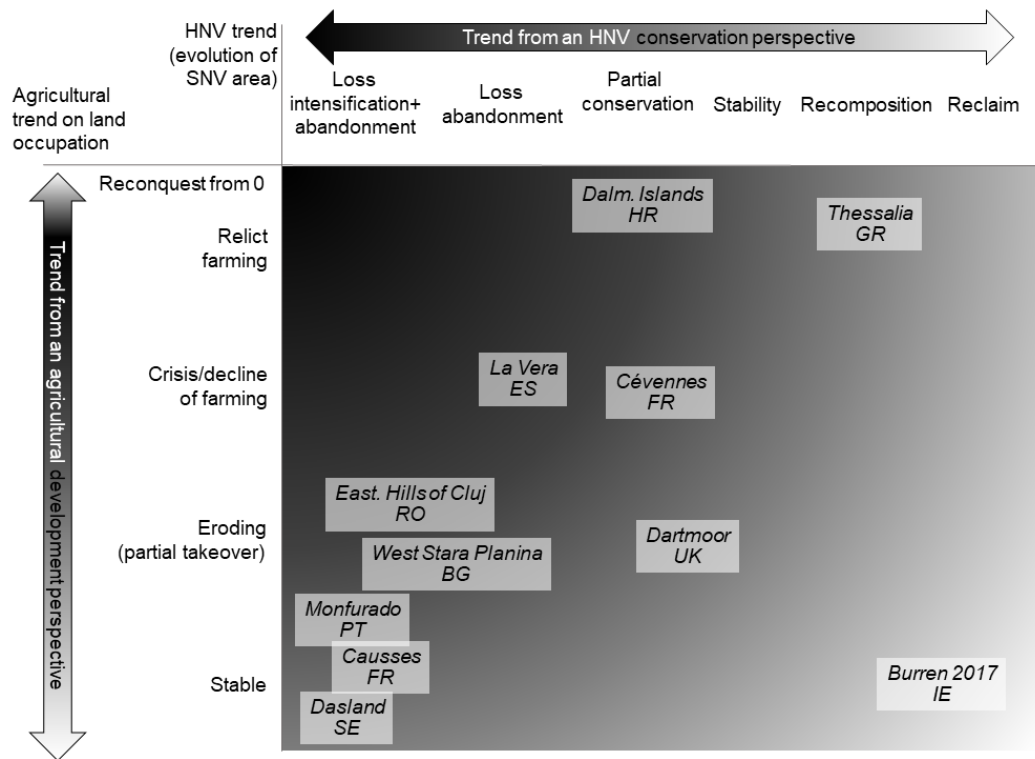 HNV trend
(evolution of
SNV area)
Trend from an HNV conservation perspective
Agricultural
trend on land
occupation
Loss
intensification+
abandonment
Loss
abandonment
Partial
conservation
Stability
Recomposition
Reclaim
Trend from an agricultural development perspective
Reconquest from 0
Relict
farming
Crisis/decline
of farming
Eroding
(partial takeover)
Stable
Dalm. Islands
HR
Thessalia
GR
La Vera
ES
Cévennes
FR
East. Hills of Cluj
RO
West Stara Planina
BG
Dartmoor
UK
Monfurado
PT
Causses
FR
Dasland
SE
Burren 2017
IE